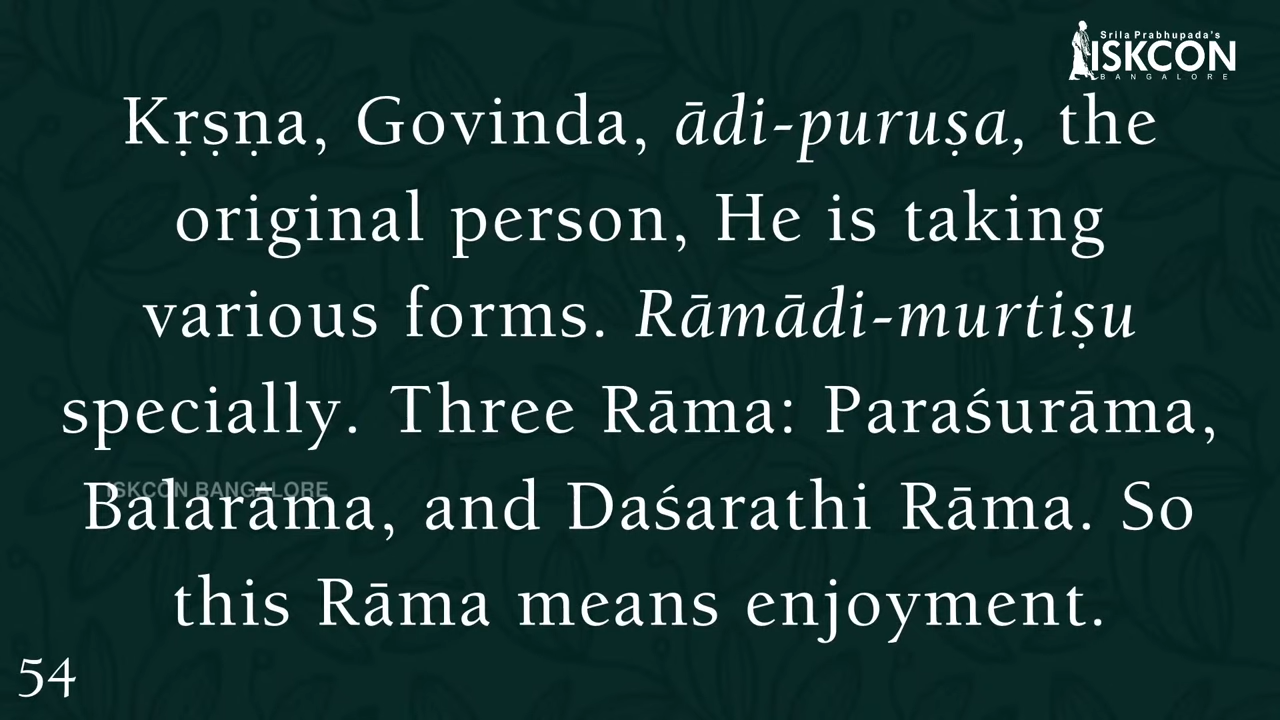 Srila Prabhupada's
ISKCON
BANGALORE
Kṛṣṇa, Govinda, ādi-puruṣa, the
original person, He is taking
various forms. Rāmādi-murtiṣu
specially. Three Rāma: Paraśurāma,
ISKCON BANGALORE
Balarāma, and Daśarathi Rāma. So
this Rāma means enjoyment.
54